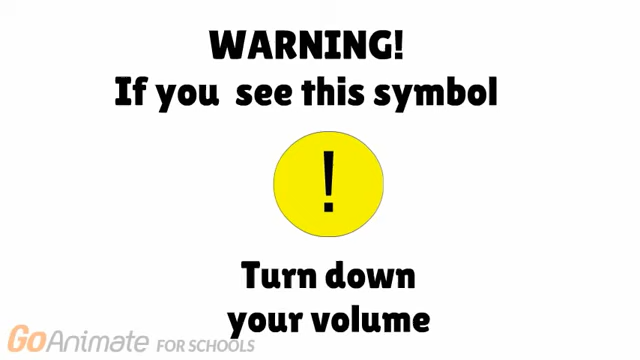 WARNING!
If you see this symbol
!
Turn down
your volume
GoAnimate FOR SCHOOLS